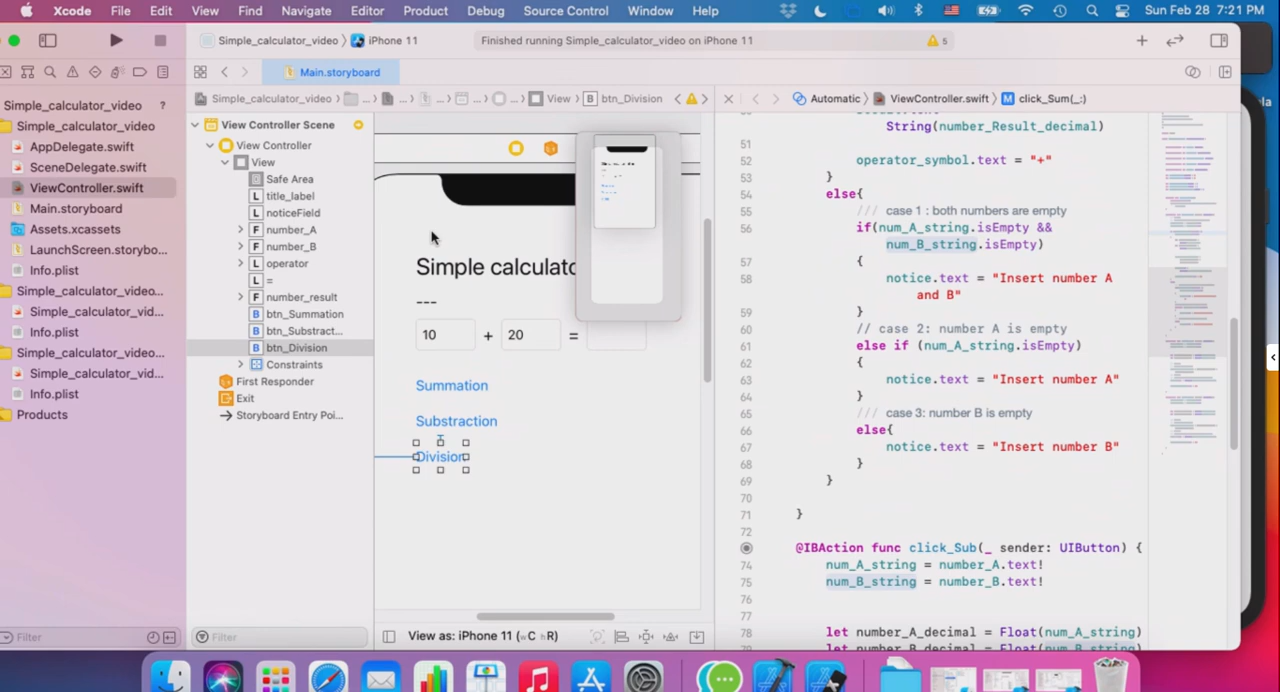 Xcode File Edit View Find Navigate Editor Product Debug Source Control Window Help Sun Feb 28 7:21 PM
Simple_calculator_video iPhone 11 Finished running Simple_calculator_video on iPhone 11 5
Main.storyboard
Simple_calculator_video ... ... ... ... ... View B btn_Division
Automatic ViewController.swift M click_Sum(_:)
Simple_calculator_video ?
Simple_calculator_video
AppDelegate.swift
SceneDelegate.swift
ViewController.swift
Main.storyboard
Assets.xcassets
LaunchScreen.storybo...
Info.plist
Simple_calculator_video...
Simple_calculator_vid...
Info.plist
Simple_calculator_video...
Simple_calculator_vid...
Info.plist
Products
Filter
View Controller Scene
View Controller
View
Safe Area
L title_label
L noticeField
F number_A
F number_B
F operator
L =
F number_result
B btn_Summation
B btn_Substract...
B btn_Division
Constraints
First Responder
Exit
Storyboard Entry Poi...
Filter
Simple calculato
---
10 + 20 =
Summation
Substraction
Division
View as: iPhone 11 (wC hR)
String(number_Result_decimal)
51
52 operator_symbol.text = "+"
53 }
54 else{
55 /// case 1 : both numbers are empty
56 if(num_A_string.isEmpty &&
num_B_string.isEmpty)
57 {
58 notice.text = "Insert number A
and B"
59 }
60 // case 2: number A is empty
61 else if (num_A_string.isEmpty)
62 {
63 notice.text = "Insert number A"
64 }
65 /// case 3: number B is empty
66 else{
67 notice.text = "Insert number B"
68 }
69 }
70
71 }
72
@IBAction func click_Sub(_ sender: UIButton) {
74 num_A_string = number_A.text!
75 num_B_string = number_B.text!
76
77
78 let number_A_decimal = Float(num_A_string)
let number_B_decimal = Float(num_B_string)